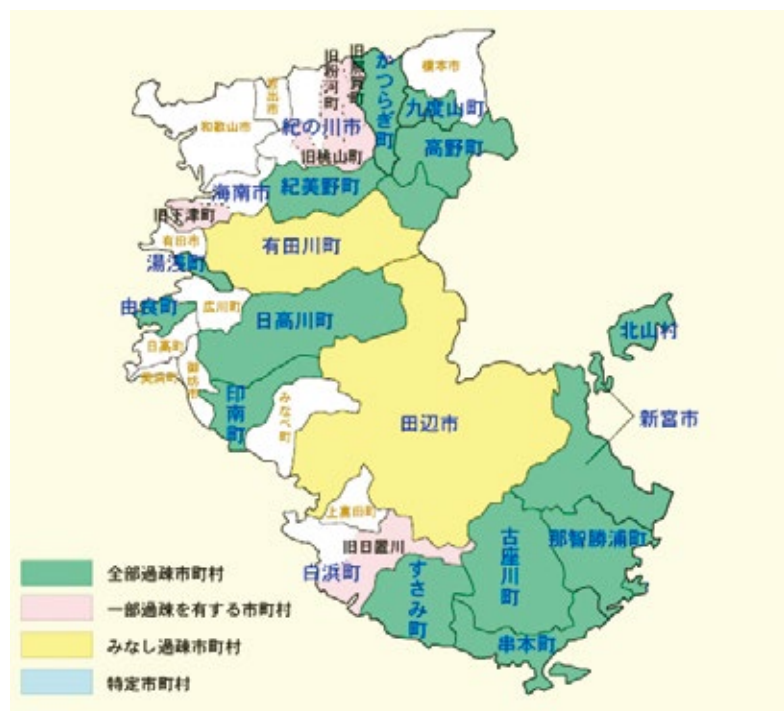 橋本市
旧粉河町
旧那賀町
かつらぎ町
岩出市
九度山町
和歌山市
紀の川市
高野町
旧桃山町
紀美野町
海南市
旧下津町
有田市
有田川町
湯浅町
由良町
広川町
日高川町
北山村
日高町
美浜町
御坊市
印南町
みなべ町
田辺市
新宮市
上富田町
旧日置川
白浜町
古座川町
那智勝浦町
すさみ町
串本町
全部過疎市町村
一部過疎を有する市町村
みなし過疎市町村
特定市町村